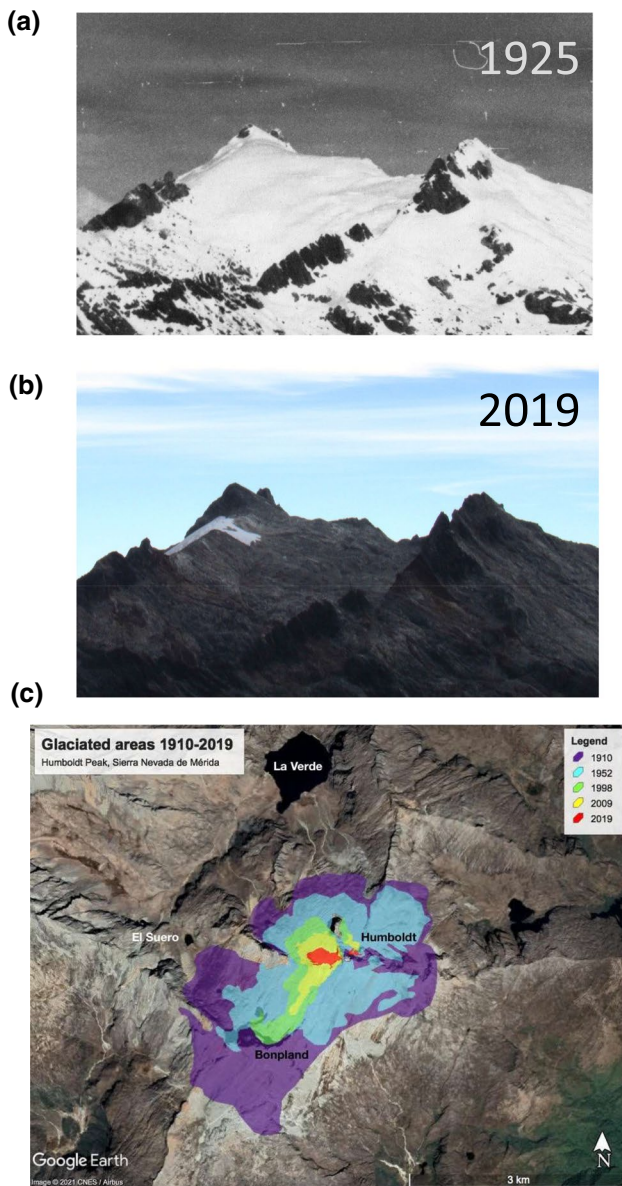 (a)
1925
(b)
2019
(c)
Glaciated areas 1910-2019
Humboldt Peak, Sierra Nevada de Mérida
La Verde
Legend
1910
1952
1998
2009
2019
El Suero
Humboldt
Bonpland
Google Earth
N
Image © 2021 CNES / Airbus
3 km